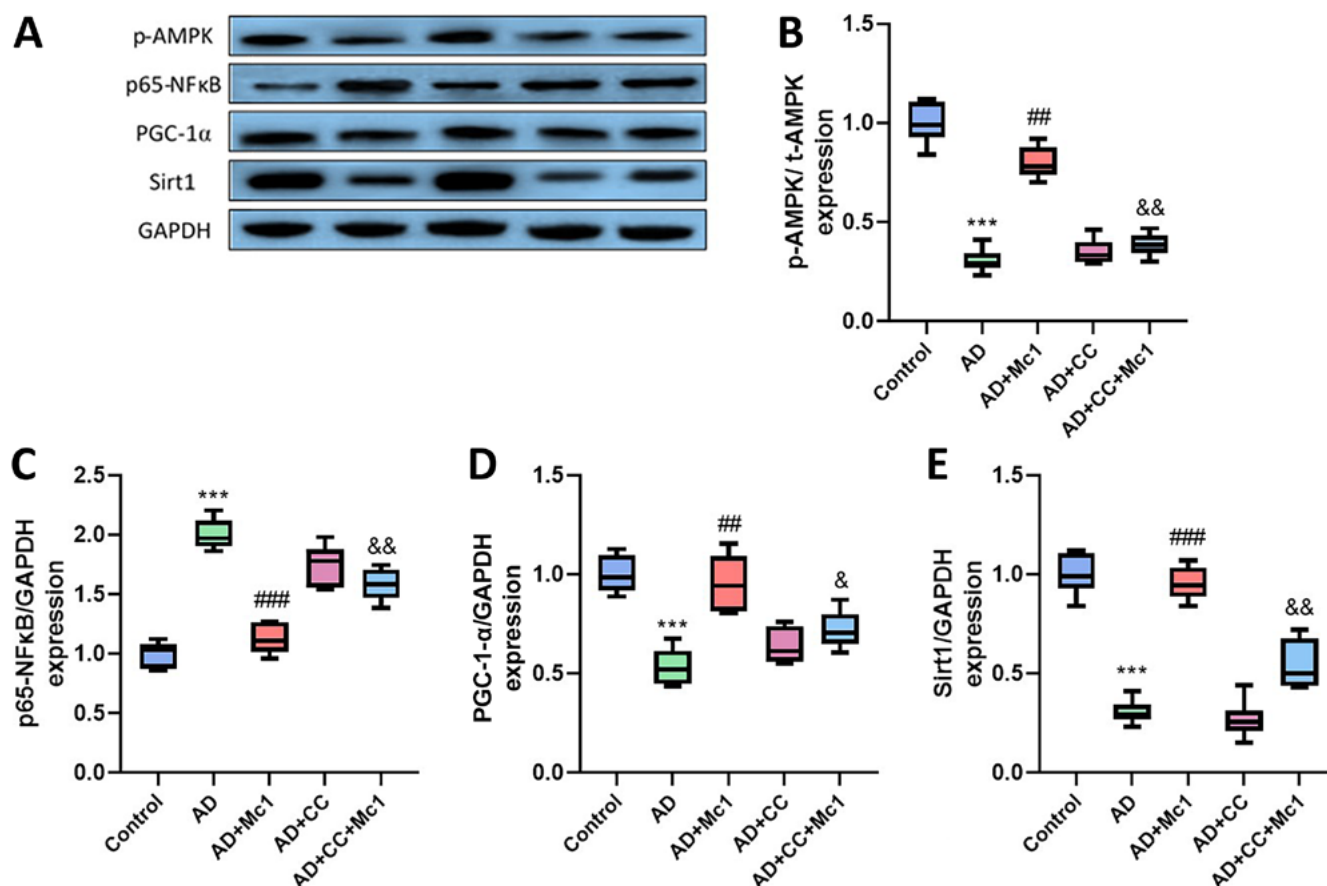 A
p-AMPK
p65-NFκB
PGC-1α
Sirt1
GAPDH
B
p-AMPK/ t-AMPK
expression
1.5
1.0
0.5
0.0
***
##
&&
Control
AD
AD+Mc1
AD+CC
AD+CC+Mc1
C
p65-NFκB/GAPDH
expression
2.5
2.0
1.5
1.0
0.5
0.0
***
###
&&
Control
AD
AD+Mc1
AD+CC
AD+CC+Mc1
D
PGC-1-α/GAPDH
expression
1.5
1.0
0.5
0.0
***
##
&
Control
AD
AD+Mc1
AD+CC
AD+CC+Mc1
E
Sirt1/GAPDH
expression
1.5
1.0
0.5
0.0
***
###
&&
Control
AD
AD+Mc1
AD+CC
AD+CC+Mc1